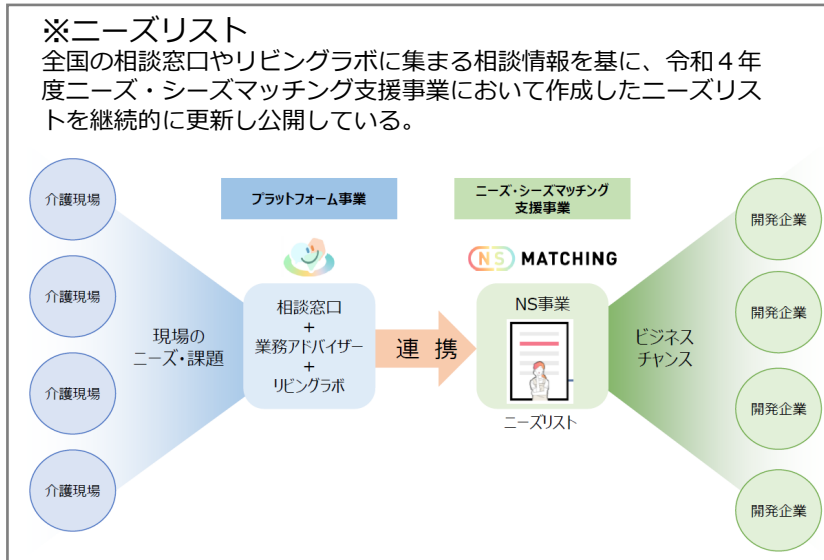 ※ニーズリスト
全国の相談窓口やリビングラボに集まる相談情報を基に、令和４年
度ニーズ・シーズマッチング支援事業において作成したニーズリス
トを継続的に更新し公開している。
プラットフォーム事業
ニーズ・シーズマッチング
支援事業
介護現場
介護現場
介護現場
介護現場
現場の
ニーズ・課題
相談窓口
+
業務アドバイザー
+
リビングラボ
連 携
NS MATCHING
NS事業
ニーズリスト
ビジネス
チャンス
開発企業
開発企業
開発企業
開発企業